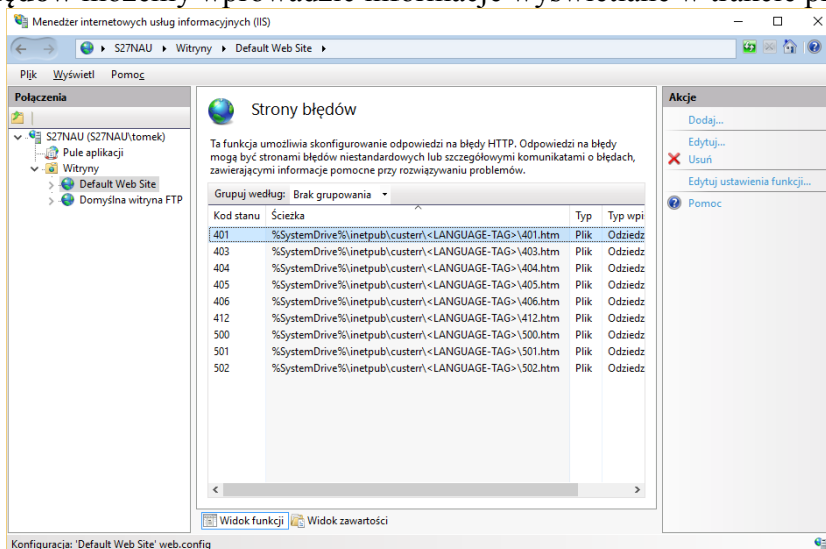 błędów możemy wprowadzić informacje wyświetlane w trakcie
Menedżer internetowych usług informacyjnych (IIS)
S27NAU Witryny Default Web Site
Plik Wyświetl Pomoc
Połączenia
S27NAU (S27NAU\tomek)
Pule aplikacji
Witryny
Default Web Site
Domyślna witryna FTP
Strony błędów
Ta funkcja umożliwia skonfigurowanie odpowiedzi na błędy HTTP. Odpowiedzi na błędy
mogą być stronami błędów niestandardowych lub szczegółowymi komunikatami o błędach,
zawierającymi informacje pomocne przy rozwiązywaniu problemów.
Grupuj według: Brak grupowania
Kod stanu Ścieżka Typ Typ wpi
401 %SystemDrive%\inetpub\custerr\<LANGUAGE-TAG>\401.htm Plik Odziedz
403 %SystemDrive%\inetpub\custerr\<LANGUAGE-TAG>\403.htm Plik Odziedz
404 %SystemDrive%\inetpub\custerr\<LANGUAGE-TAG>\404.htm Plik Odziedz
405 %SystemDrive%\inetpub\custerr\<LANGUAGE-TAG>\405.htm Plik Odziedz
406 %SystemDrive%\inetpub\custerr\<LANGUAGE-TAG>\406.htm Plik Odziedz
412 %SystemDrive%\inetpub\custerr\<LANGUAGE-TAG>\412.htm Plik Odziedz
500 %SystemDrive%\inetpub\custerr\<LANGUAGE-TAG>\500.htm Plik Odziedz
501 %SystemDrive%\inetpub\custerr\<LANGUAGE-TAG>\501.htm Plik Odziedz
502 %SystemDrive%\inetpub\custerr\<LANGUAGE-TAG>\502.htm Plik Odziedz
Widok funkcji Widok zawartości
Akcje
Dodaj...
Edytuj...
Usuń
Edytuj ustawienia funkcji...
Pomoc
Konfiguracja: 'Default Web Site' web.config